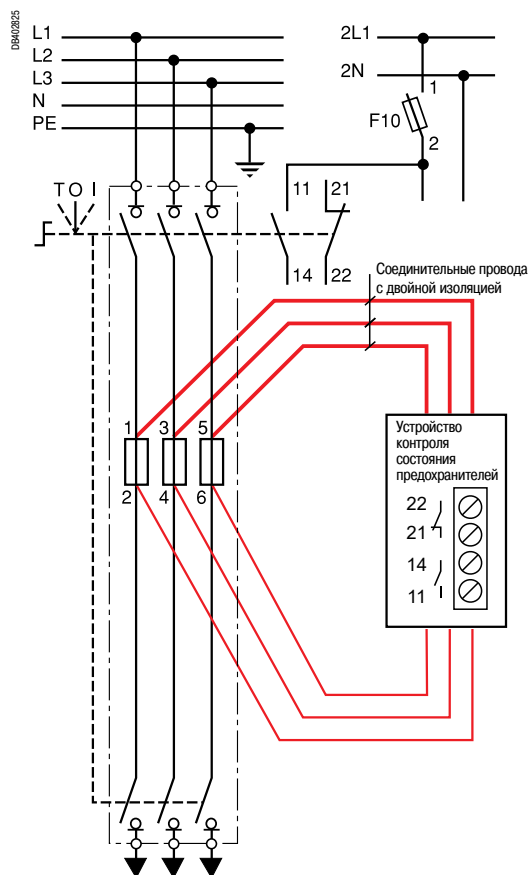 DB402825
L1
L2
L3
N
PE
2L1
2N
1
F10
2
T O I
11 21
14 22
Соединительные провода
с двойной изоляцией
1 3 5
2 4 6
Устройство
контроля
состояния
предохранителей
22
21
14
11